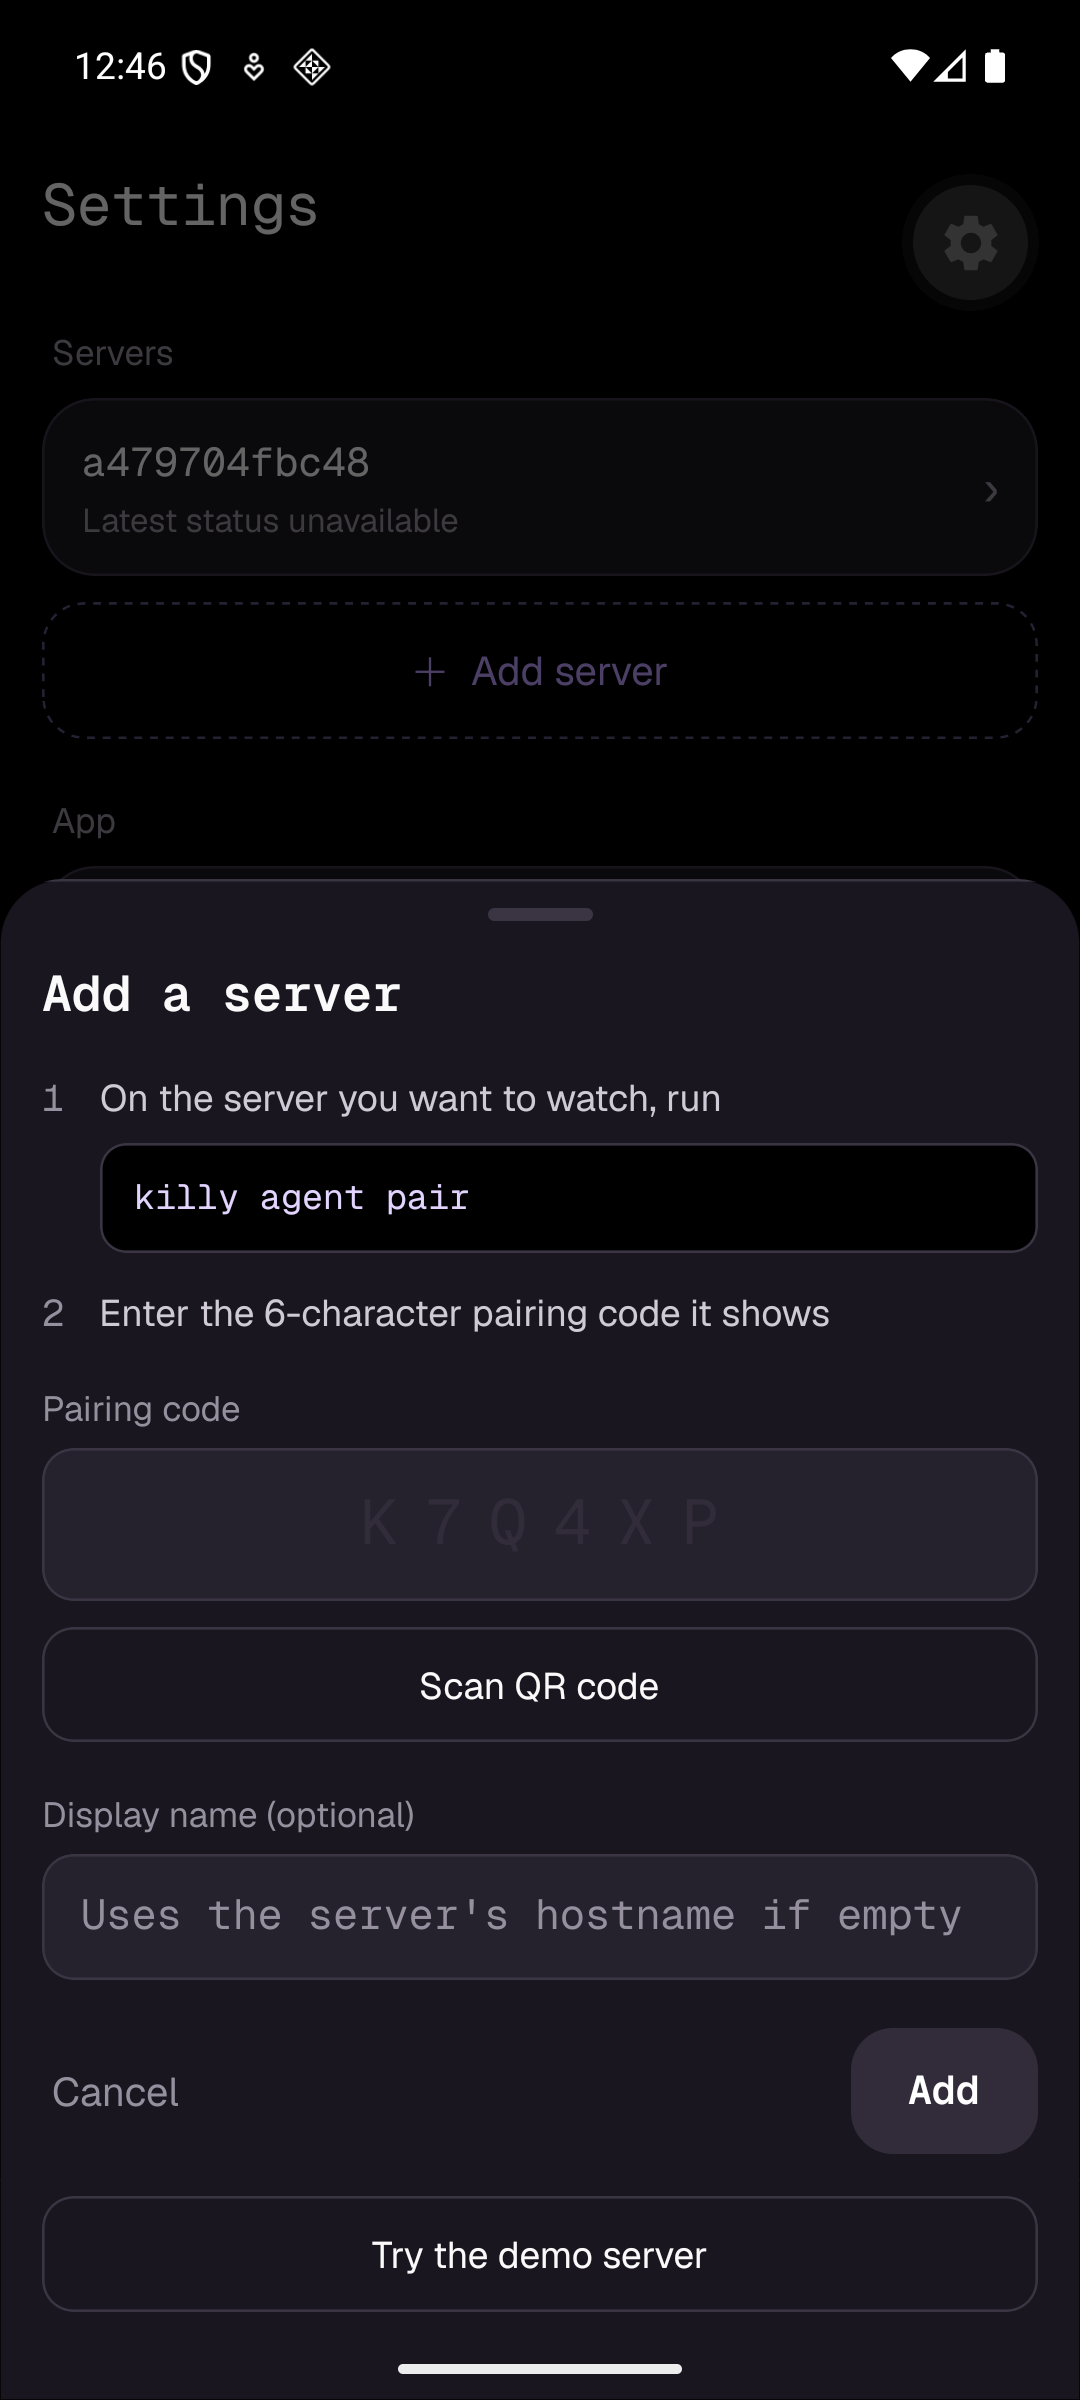 12:46
Settings
Servers
a479704fbc48
Latest status unavailable
›
+ Add server
App
Add a server
1 On the server you want to watch, run
killy agent pair
2 Enter the 6-character pairing code it shows
Pairing code
K7Q4XP
Scan QR code
Display name (optional)
Uses the server's hostname if empty
Cancel
Add
Try the demo server